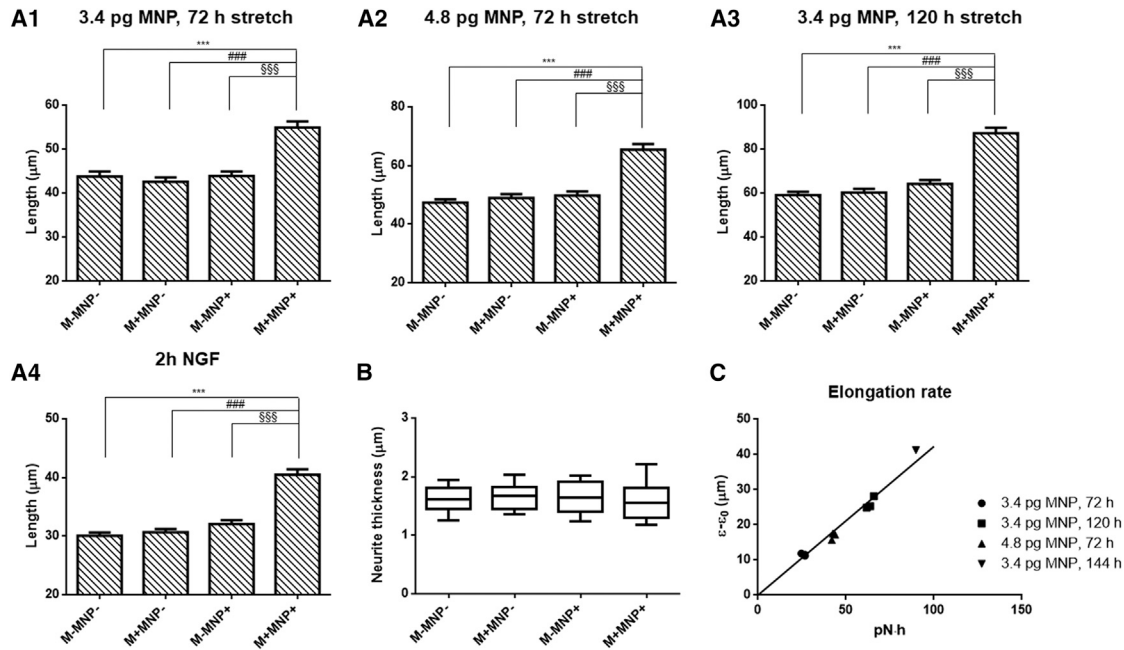 A1
3.4 pg MNP, 72 h stretch
***
###
§§§
60
50
40
30
20
Length (μm)
M-MNP-
M+MNP-
M-MNP+
M+MNP+
A2
4.8 pg MNP, 72 h stretch
***
###
§§§
80
60
40
20
Length (μm)
M-MNP-
M+MNP-
M-MNP+
M+MNP+
A3
3.4 pg MNP, 120 h stretch
***
###
§§§
100
80
60
40
20
Length (μm)
M-MNP-
M+MNP-
M-MNP+
M+MNP+
A4
2h NGF
***
###
§§§
50
40
30
20
Length (μm)
M-MNP-
M+MNP-
M-MNP+
M+MNP+
B
3
2
1
0
Neurite thickness (μm)
M-MNP-
M+MNP-
M-MNP+
M+MNP+
C
Elongation rate
50
40
30
20
10
0
ε-ε0 (μm)
0
50
100
150
pN·h
3.4 pg MNP, 72 h
3.4 pg MNP, 120 h
4.8 pg MNP, 72 h
3.4 pg MNP, 144 h